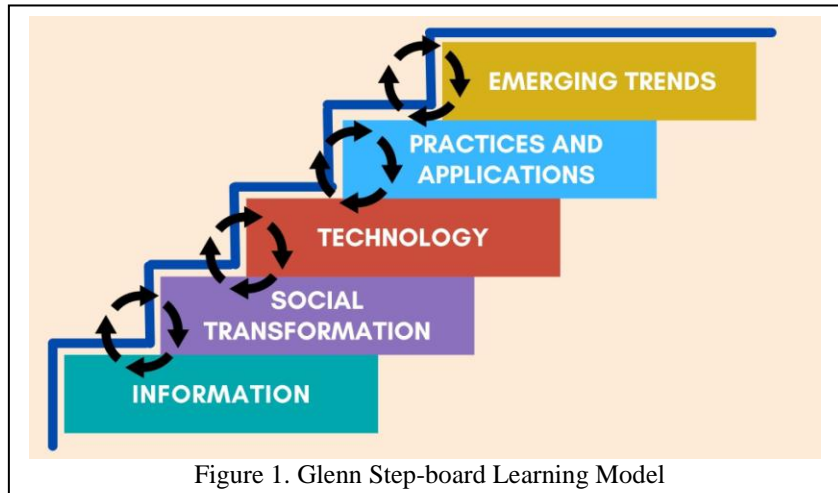 EMERGING TRENDS
PRACTICES AND
APPLICATIONS
TECHNOLOGY
SOCIAL
TRANSFORMATION
INFORMATION
Figure 1. Glenn Step-board Learning Model